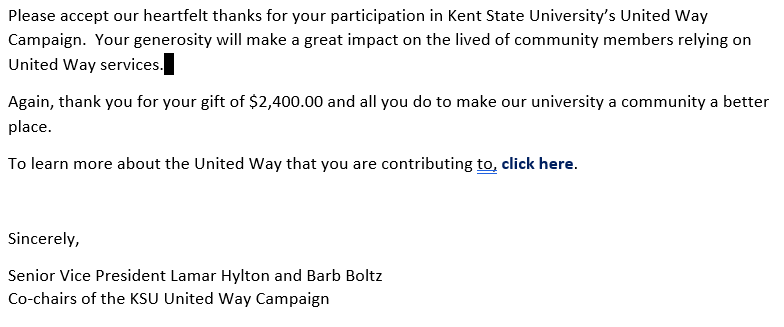 Please accept our heartfelt thanks for your participation in Kent State University’s United Way
Campaign.  Your generosity will make a great impact on the lived of community members relying on
United Way services.
Again, thank you for your gift of $2,400.00 and all you do to make our university a community a better
place.
To learn more about the United Way that you are contributing to, click here.
Sincerely,
Senior Vice President Lamar Hylton and Barb Boltz
Co-chairs of the KSU United Way Campaign